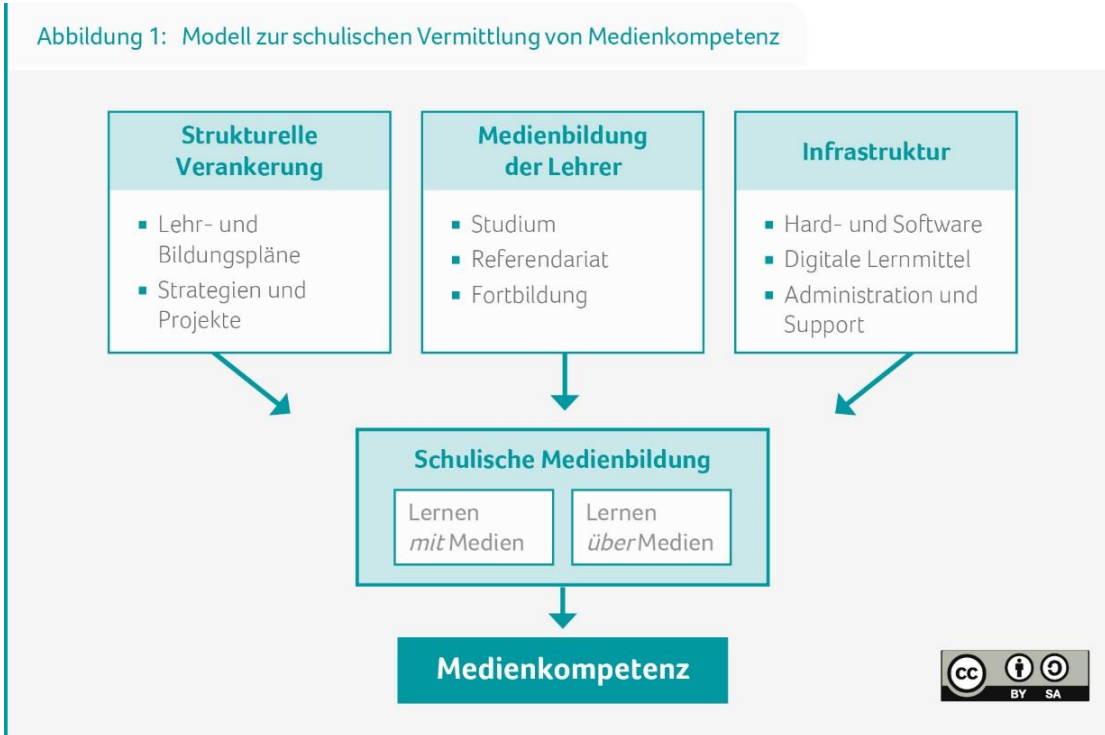 Abbildung 1: Modell zur schulischen Vermittlung von Medienkompetenz
Strukturelle
Verankerung
▪ Lehr- und
Bildungspläne
▪ Strategien und
Projekte
Medienbildung
der Lehrer
▪ Studium
▪ Referendariat
▪ Fortbildung
Infrastruktur
▪ Hard- und Software
▪ Digitale Lernmittel
▪ Administration und
Support
Schulische Medienbildung
Lernen
mit Medien
Lernen
über Medien
Medienkompetenz
cc
BY SA